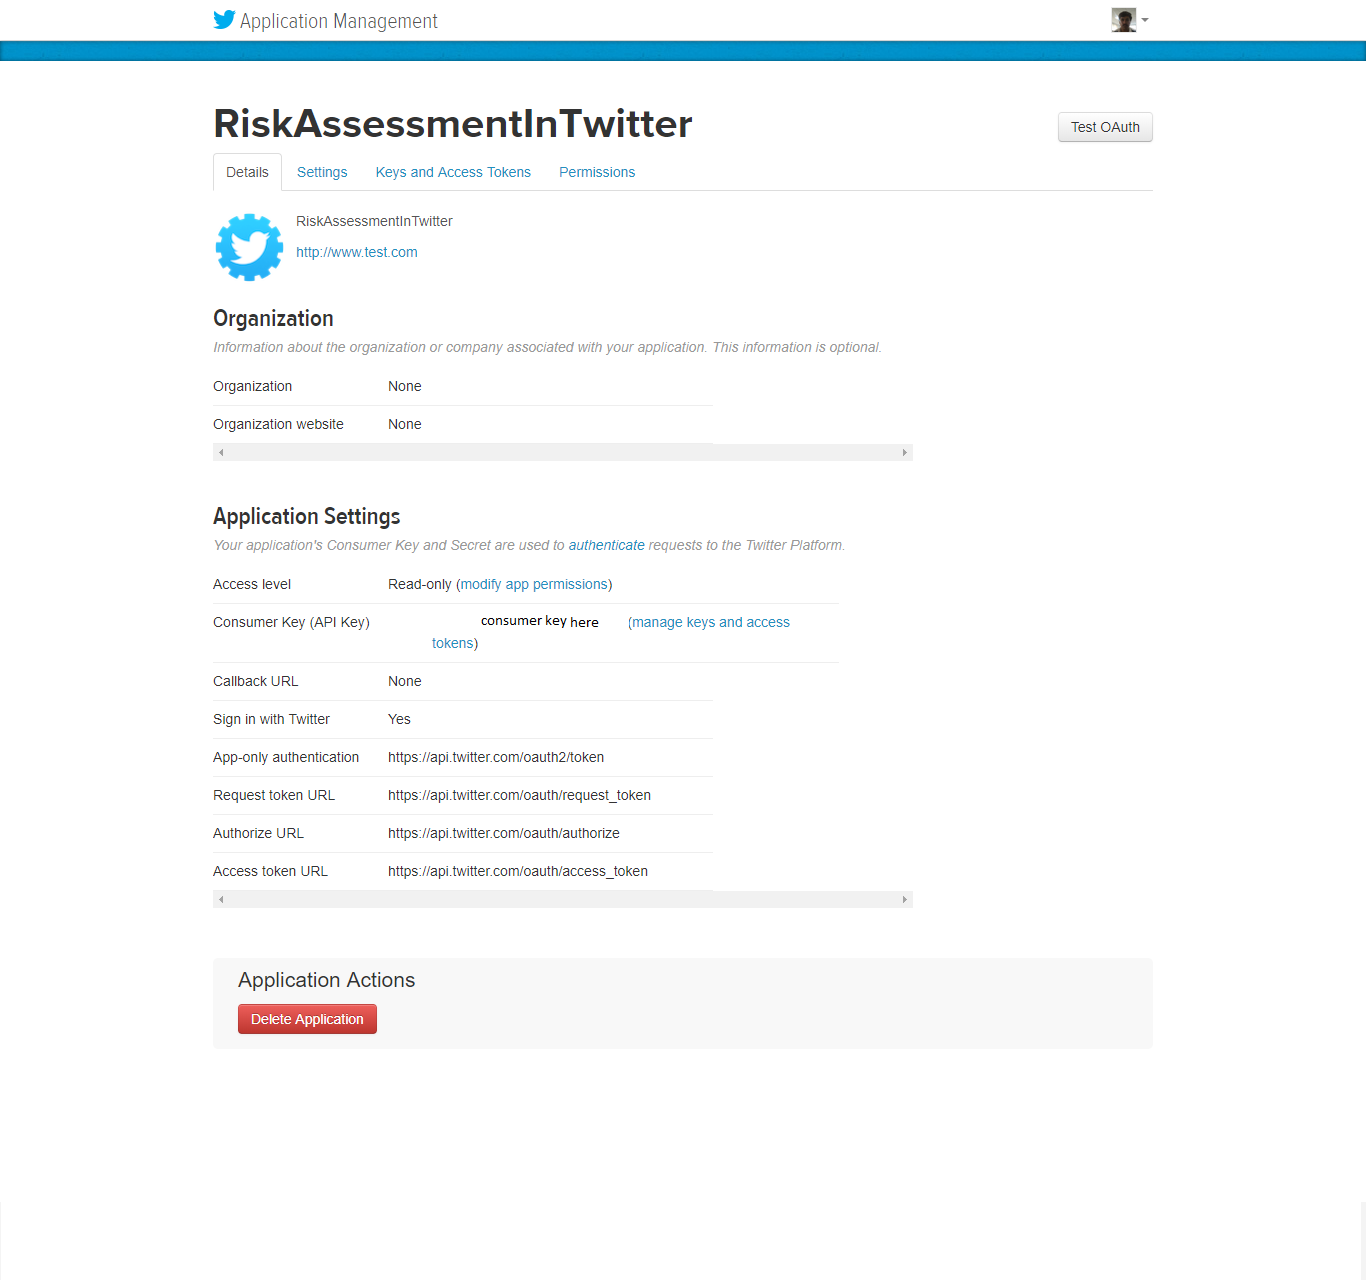 Application Management
RiskAssessmentInTwitter
Test OAuth
Details Settings Keys and Access Tokens Permissions
RiskAssessmentInTwitter
http://www.test.com
Organization
Information about the organization or company associated with your application. This information is optional.
Organization None
Organization website None
Application Settings
Your application's Consumer Key and Secret are used to authenticate requests to the Twitter Platform.
Access level Read-only (modify app permissions)
Consumer Key (API Key) consumer key here (manage keys and access
tokens)
Callback URL None
Sign in with Twitter Yes
App-only authentication https://api.twitter.com/oauth2/token
Request token URL https://api.twitter.com/oauth/request_token
Authorize URL https://api.twitter.com/oauth/authorize
Access token URL https://api.twitter.com/oauth/access_token
Application Actions
Delete Application